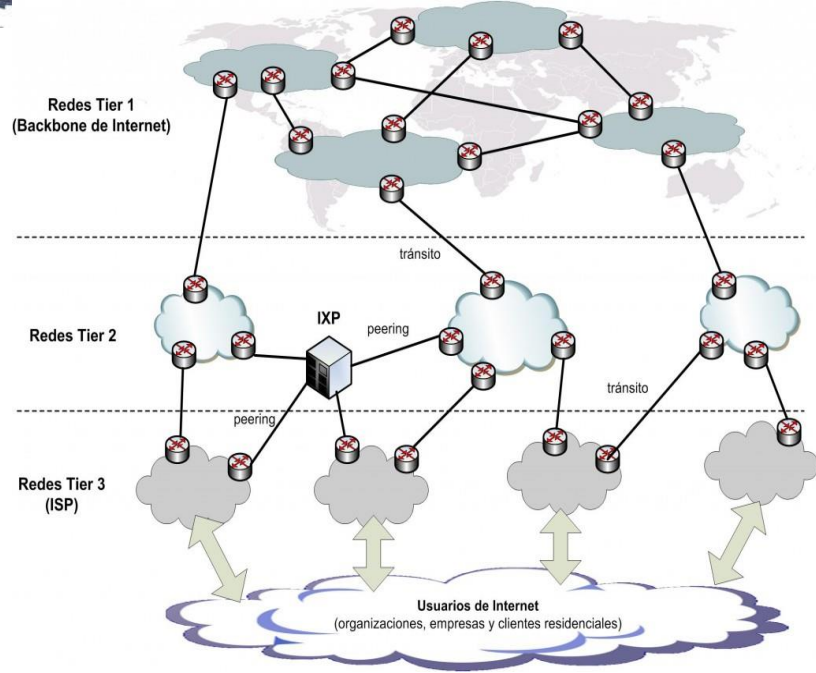 Redes Tier 1
(Backbone de Internet)
tránsito
IXP
peering
Redes Tier 2
tránsito
peering
Redes Tier 3
(ISP)
Usuarios de Internet
(organizaciones, empresas y clientes residenciales)